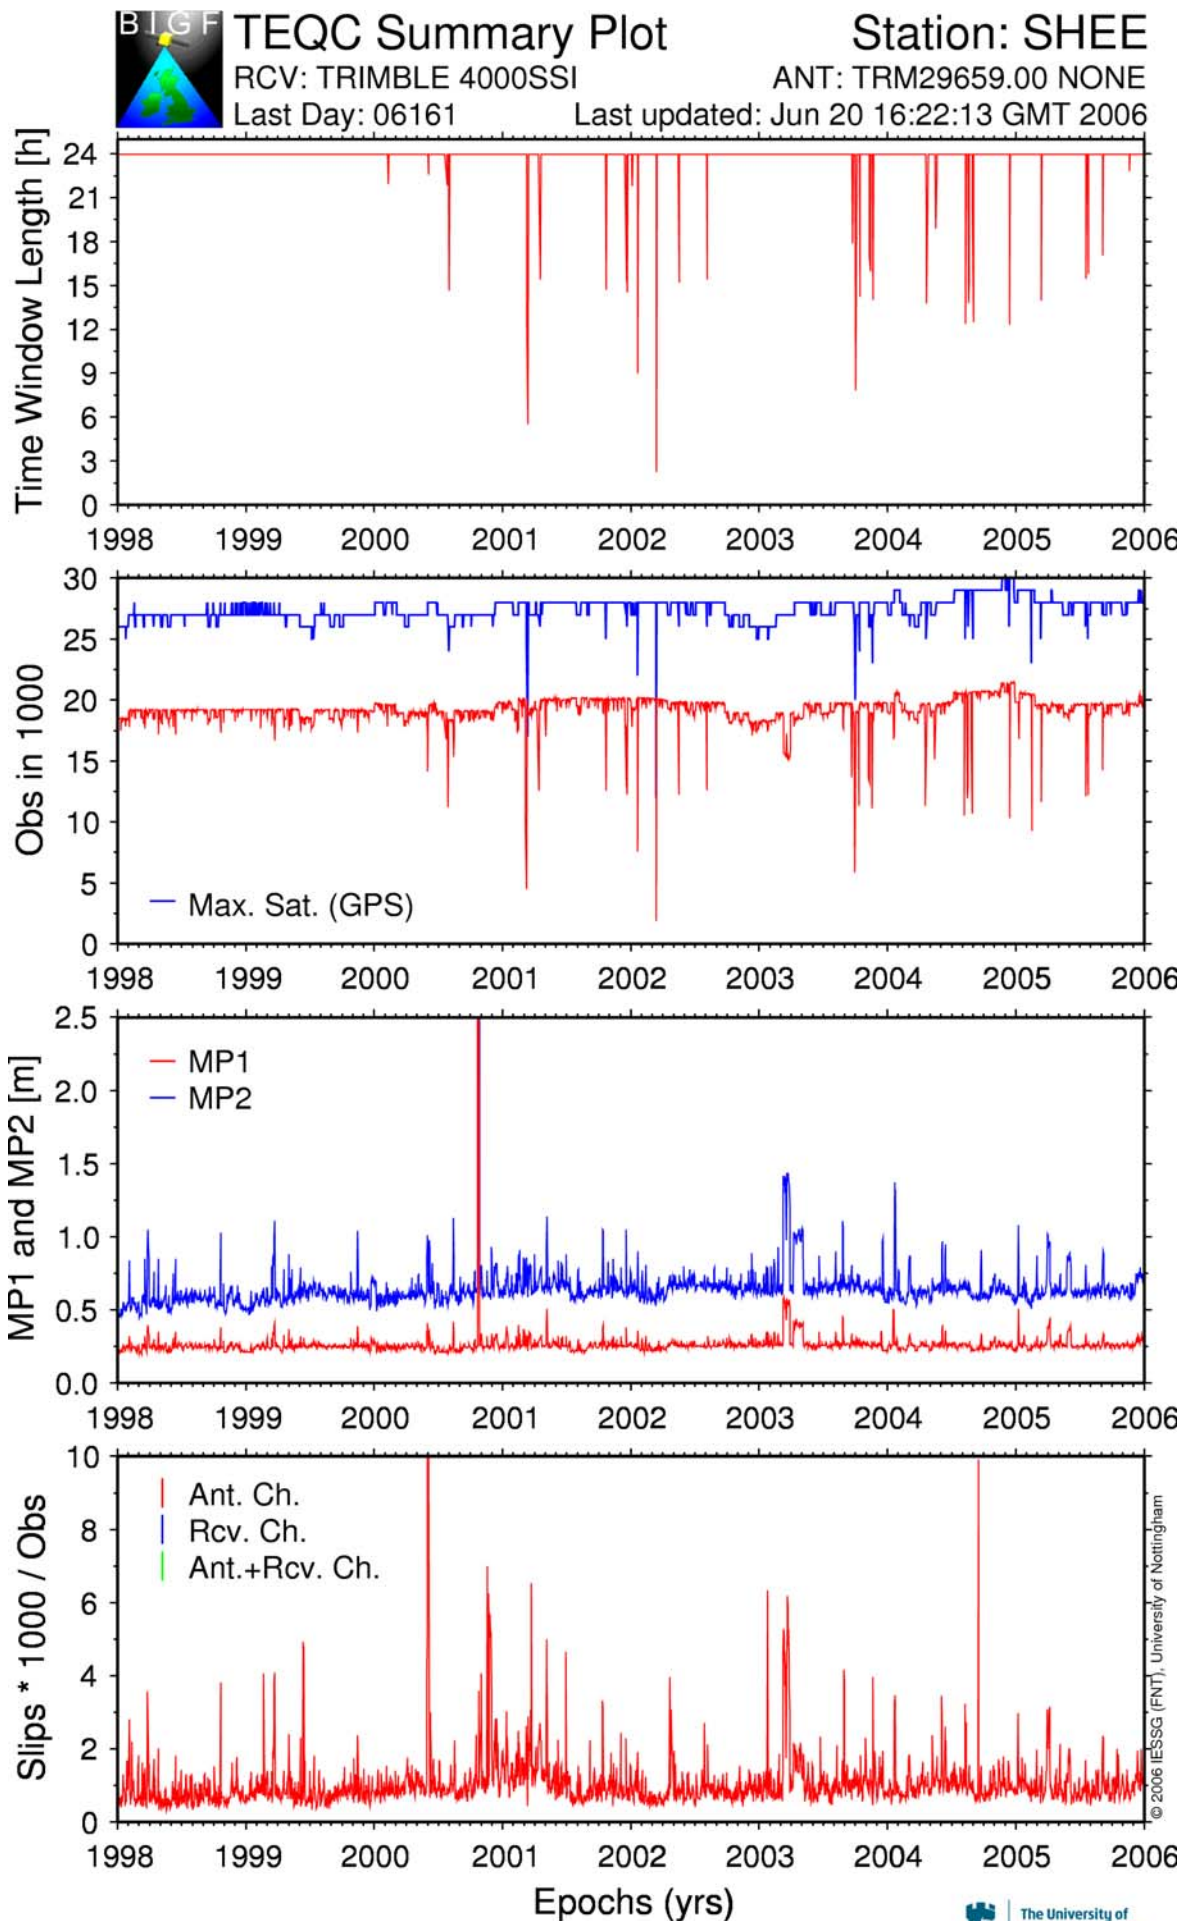 B I G F
TEQC Summary Plot
Station: SHEE
RCV: TRIMBLE 4000SSI
ANT: TRM29659.00 NONE
Last Day: 06161
Last updated: Jun 20 16:22:13 GMT 2006
Time Window Length [h]
24
21
18
15
12
9
6
3
0
1998 1999 2000 2001 2002 2003 2004 2005 2006
Obs in 1000
30
25
20
15
10
5
0
Max. Sat. (GPS)
1998 1999 2000 2001 2002 2003 2004 2005 2006
MP1 and MP2 [m]
2.5
2.0
1.5
1.0
0.5
0.0
MP1
MP2
1998 1999 2000 2001 2002 2003 2004 2005 2006
Slips * 1000 / Obs
10
8
6
4
2
0
Ant. Ch.
Rcv. Ch.
Ant.+Rcv. Ch.
1998 1999 2000 2001 2002 2003 2004 2005 2006
Epochs (yrs)
© 2006 IESSG (FNT), University of Nottingham
The University of